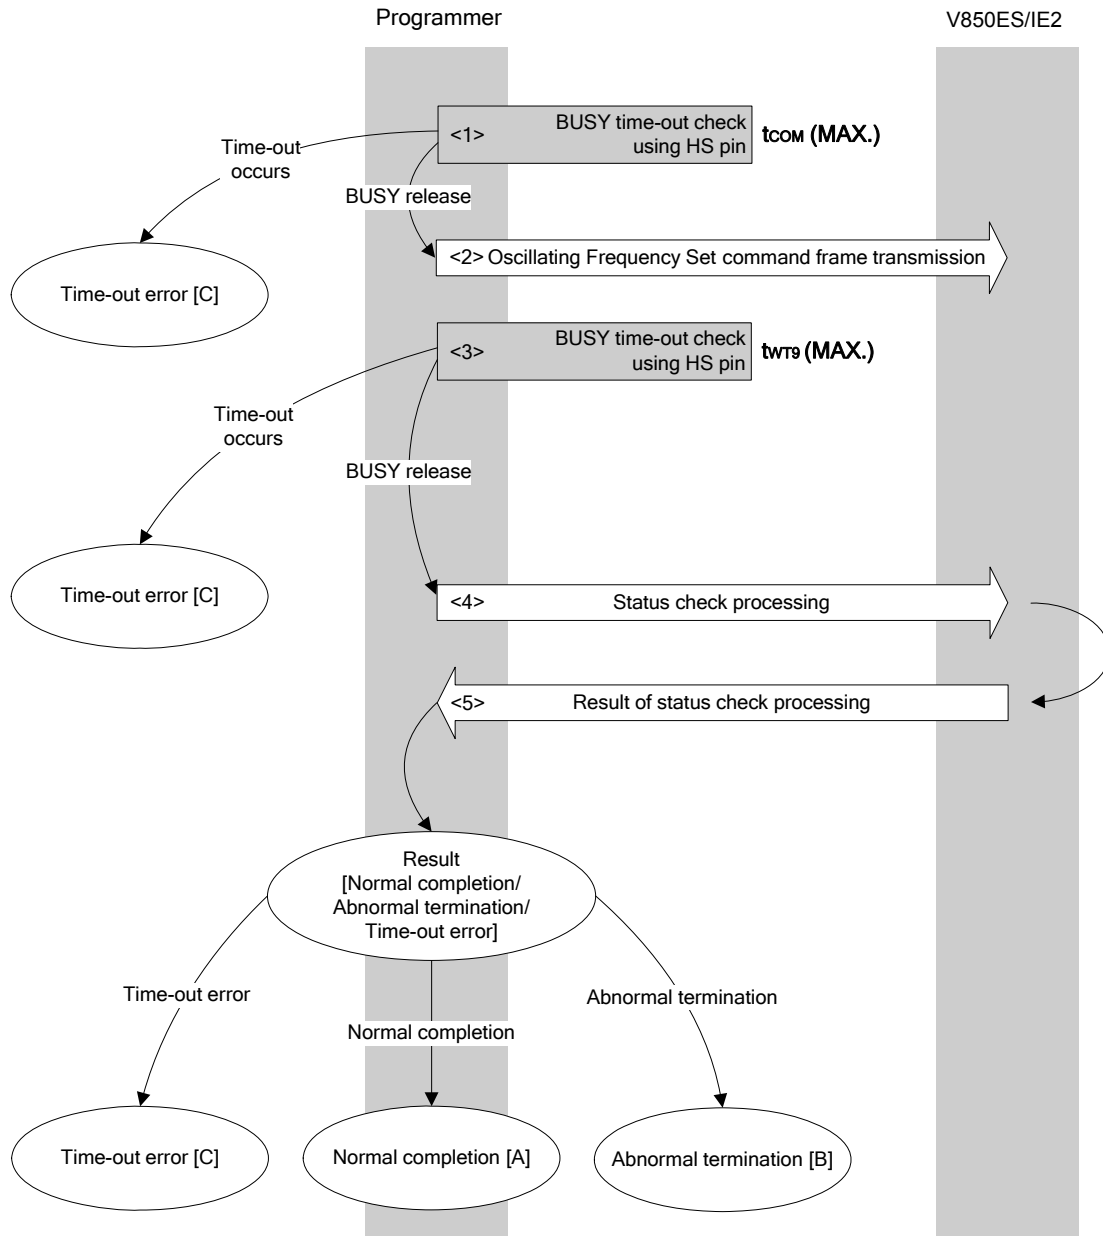 Programmer
V850ES/IE2
<1>
BUSY time-out check
using HS pin
tCOM (MAX.)
Time-out
occurs
BUSY release
<2> Oscillating Frequency Set command frame transmission
Time-out error [C]
<3>
BUSY time-out check
using HS pin
tWT9 (MAX.)
Time-out
occurs
BUSY release
Time-out error [C]
<4> Status check processing
<5> Result of status check processing
Result
[Normal completion/
Abnormal termination/
Time-out error]
Time-out error
Normal completion
Abnormal termination
Time-out error [C]
Normal completion [A]
Abnormal termination [B]